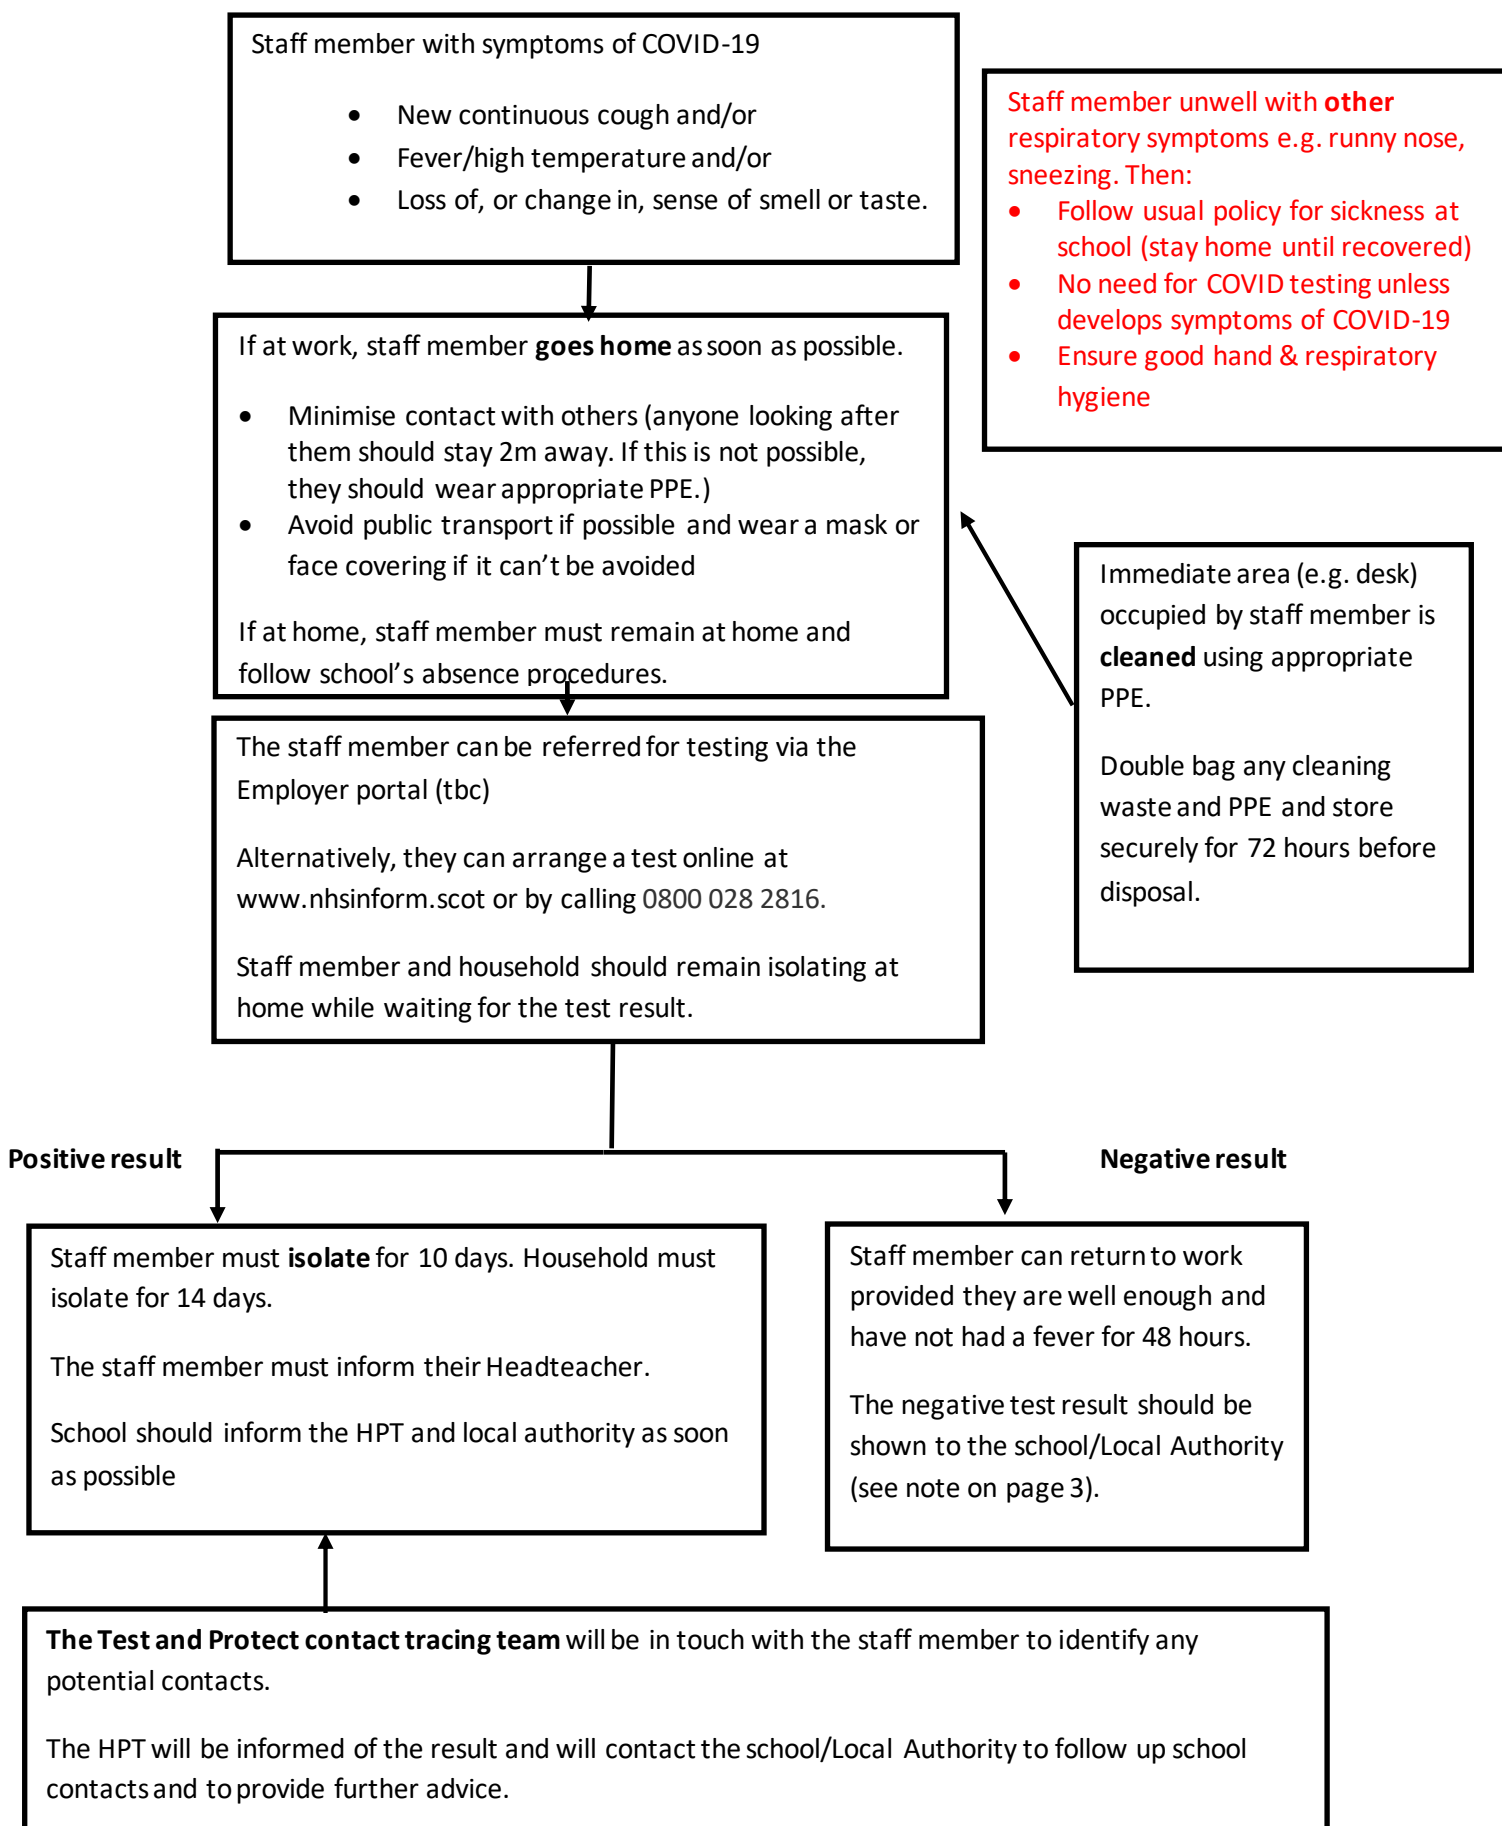 Staff member with symptoms of COVID-19
• New continuous cough and/or
• Fever/high temperature and/or
• Loss of, or change in, sense of smell or taste.
Staff member unwell with other
respiratory symptoms e.g. runny nose,
sneezing. Then:
• Follow usual policy for sickness at
school (stay home until recovered)
• No need for COVID testing unless
develops symptoms of COVID-19
• Ensure good hand & respiratory
hygiene
If at work, staff member goes home as soon as possible.
• Minimise contact with others (anyone looking after
them should stay 2m away. If this is not possible,
they should wear appropriate PPE.)
• Avoid public transport if possible and wear a mask or
face covering if it can’t be avoided
If at home, staff member must remain at home and
follow school’s absence procedures.
Immediate area (e.g. desk)
occupied by staff member is
cleaned using appropriate
PPE.
Double bag any cleaning
waste and PPE and store
securely for 72 hours before
disposal.
The staff member can be referred for testing via the
Employer portal (tbc)
Alternatively, they can arrange a test online at
www.nhsinform.scot or by calling 0800 028 2816.
Staff member and household should remain isolating at
home while waiting for the test result.
Positive result
Negative result
Staff member must isolate for 10 days. Household must
isolate for 14 days.
The staff member must inform their Headteacher.
School should inform the HPT and local authority as soon
as possible
Staff member can return to work
provided they are well enough and
have not had a fever for 48 hours.
The negative test result should be
shown to the school/Local Authority
(see note on page 3).
The Test and Protect contact tracing team will be in touch with the staff member to identify any
potential contacts.
The HPT will be informed of the result and will contact the school/Local Authority to follow up school
contacts and to provide further advice.